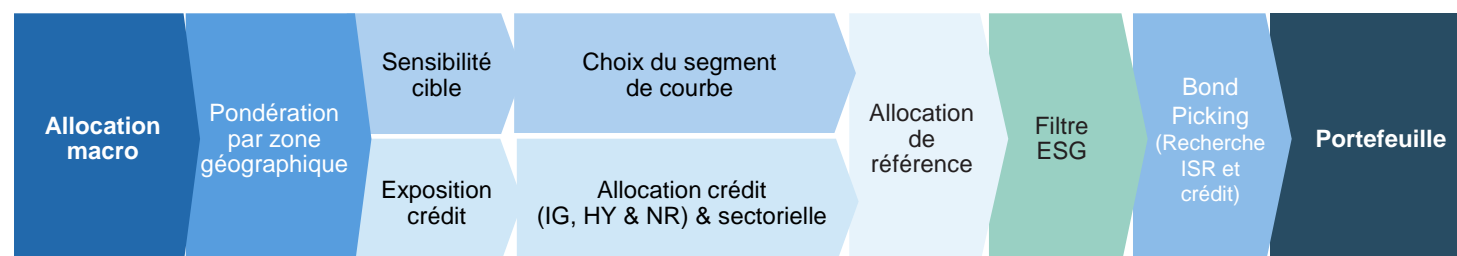 Allocation
macro
Pondération
par zone
géographique
Sensibilité
cible
Choix du segment
de courbe
Exposition
crédit
Allocation crédit
(IG, HY & NR) & sectorielle
Allocation
de
référence
Filtre
ESG
Bond
Picking
(Recherche
ISR et
crédit)
Portefeuille